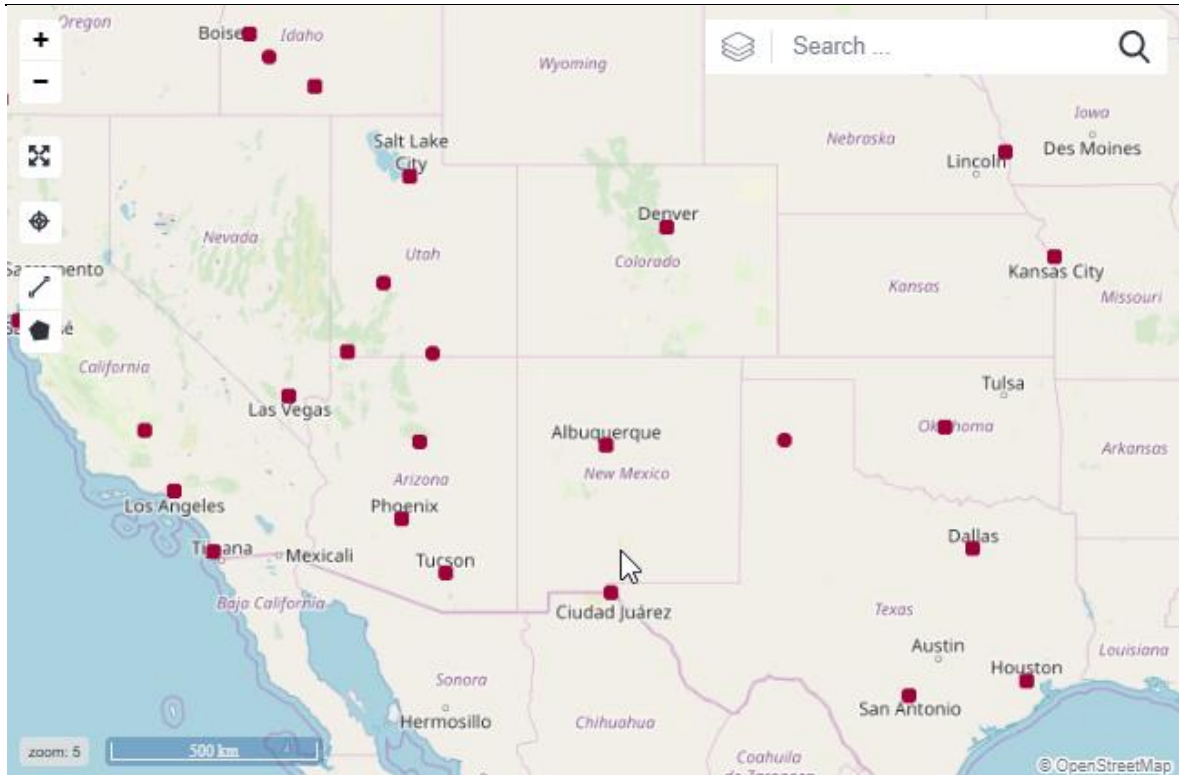 +
−
Oregon
Boise
Idaho
Wyoming
Search ...
Iowa
Nebraska
Des Moines
Lincoln
Salt Lake
City
Denver
Nevada
Utah
Colorado
Kansas
Kansas City
Missouri
California
Las Vegas
Tulsa
Albuquerque
Oklahoma
Arkansas
New Mexico
Arizona
Los Angeles
Phoenix
Dallas
Tijuana
Mexicali
Tucson
Baja California
Ciudad Juárez
Texas
Austin
Louisiana
Houston
Sonora
San Antonio
Hermosillo
Chihuahua
zoom: 5
500 km
Coahuila
© OpenStreetMap